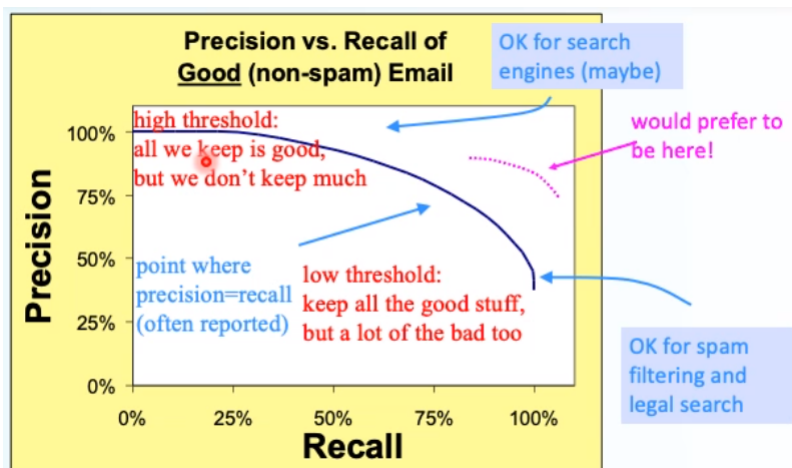 Precision vs. Recall of
Good (non-spam) Email
OK for search
engines (maybe)
would prefer to
be here!
high threshold:
all we keep is good,
but we don't keep much
point where
precision=recall
(often reported)
low threshold:
keep all the good stuff,
but a lot of the bad too
OK for spam
filtering and
legal search
Precision
100%
75%
50%
25%
0%
0% 25% 50% 75% 100%
Recall